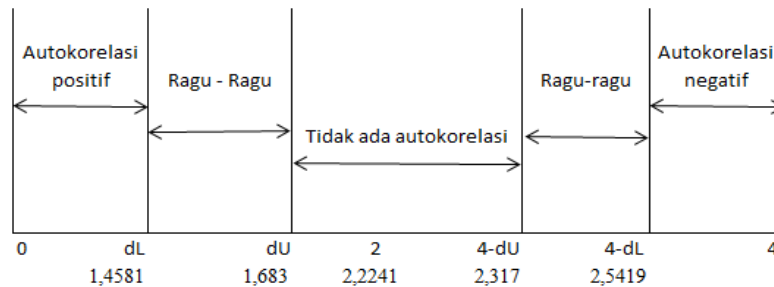 Autokorelasi
positif
Ragu - Ragu
Tidak ada autokorelasi
Ragu-ragu
Autokorelasi
negatif
0 dL dU 2 4-dU 4-dL 4
1,4581 1,683 2,2241 2,317 2,5419